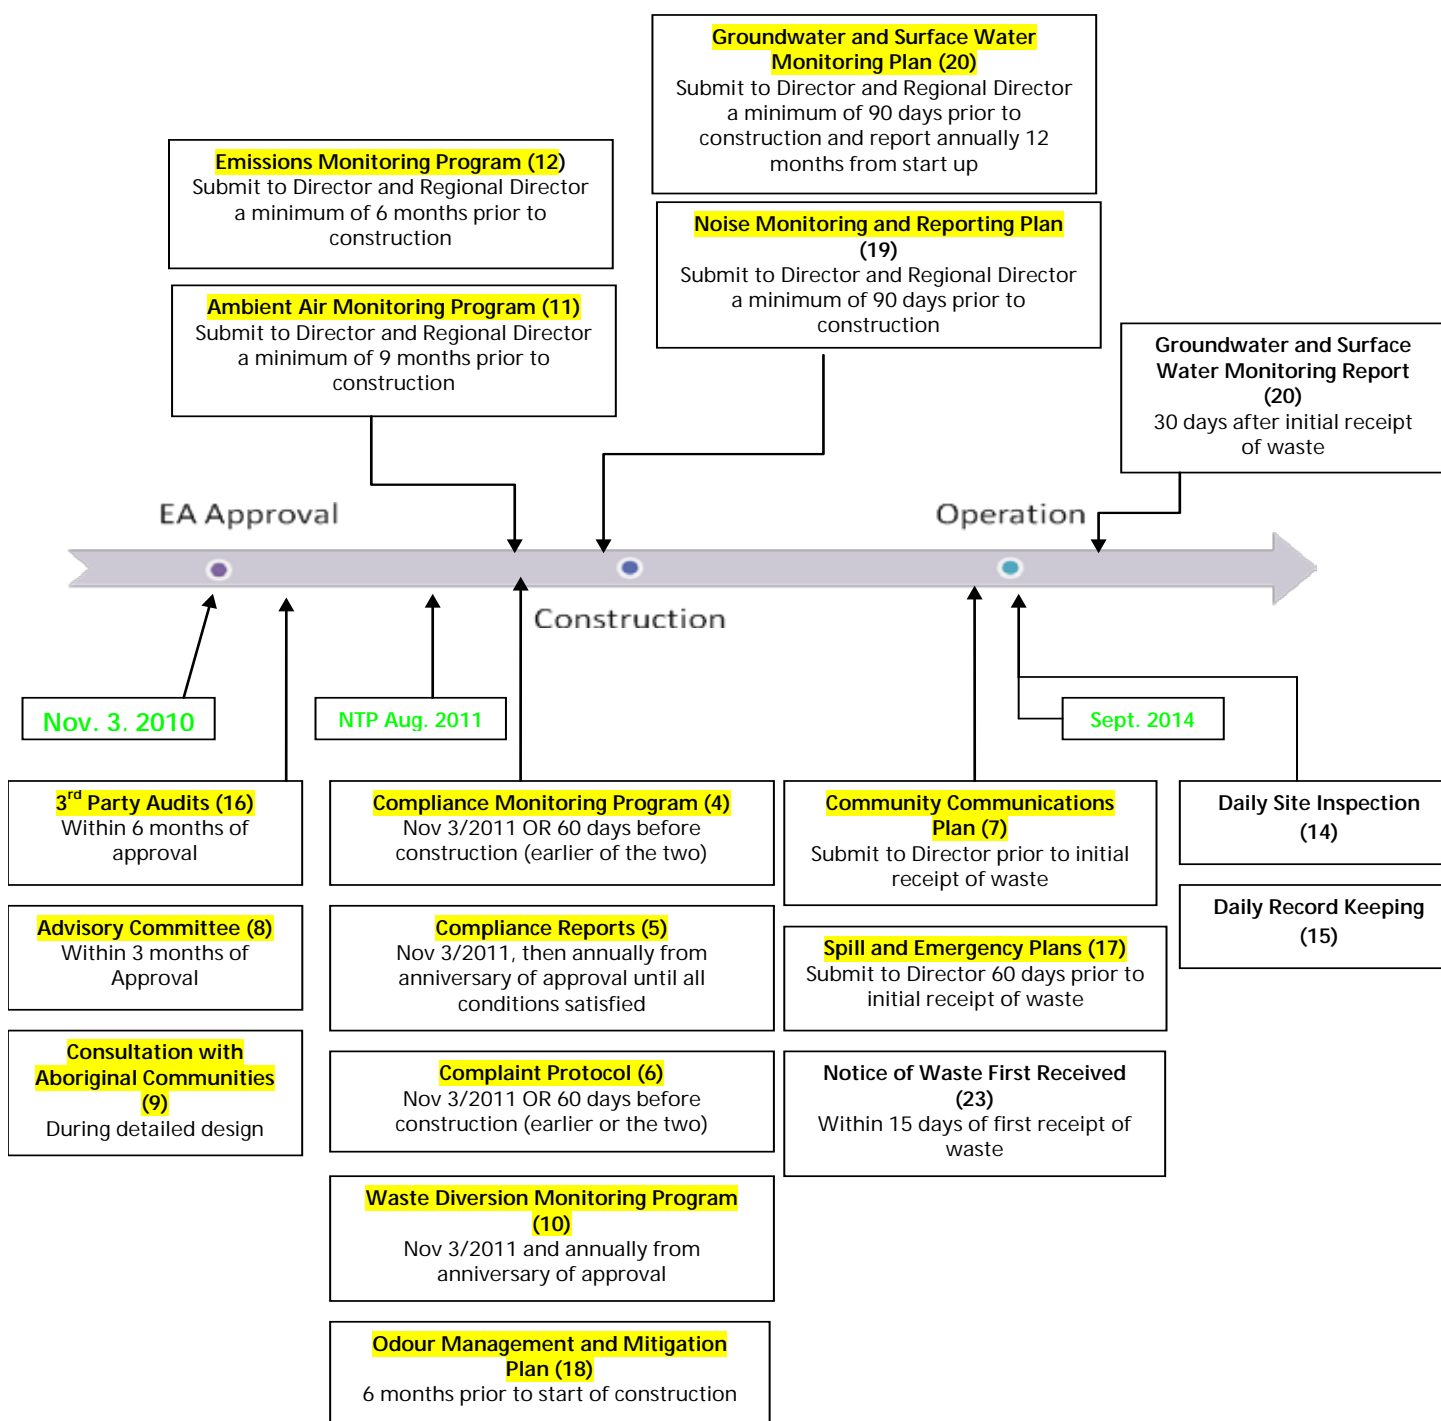 Groundwater and Surface Water
Monitoring Plan (20)
Submit to Director and Regional Director
a minimum of 90 days prior to
construction and report annually 12
months from start up
Emissions Monitoring Program (12)
Submit to Director and Regional Director
a minimum of 6 months prior to
construction
Noise Monitoring and Reporting Plan
(19)
Submit to Director and Regional Director
a minimum of 90 days prior to
construction
Ambient Air Monitoring Program (11)
Submit to Director and Regional Director
a minimum of 9 months prior to
construction
Groundwater and Surface
Water Monitoring Report
(20)
30 days after initial receipt
of waste
EA Approval
Operation
Construction
Nov. 3. 2010
NTP Aug. 2011
Sept. 2014
3rd Party Audits (16)
Within 6 months of
approval
Advisory Committee (8)
Within 3 months of
Approval
Consultation with
Aboriginal Communities
(9)
During detailed design
Compliance Monitoring Program (4)
Nov 3/2011 OR 60 days before
construction (earlier of the two)
Compliance Reports (5)
Nov 3/2011, then annually from
anniversary of approval until all
conditions satisfied
Complaint Protocol (6)
Nov 3/2011 OR 60 days before
construction (earlier or the two)
Waste Diversion Monitoring Program
(10)
Nov 3/2011 and annually from
anniversary of approval
Odour Management and Mitigation
Plan (18)
6 months prior to start of construction
Community Communications
Plan (7)
Submit to Director prior to initial
receipt of waste
Spill and Emergency Plans (17)
Submit to Director 60 days prior to
initial receipt of waste
Notice of Waste First Received
(23)
Within 15 days of first receipt of
waste
Daily Site Inspection
(14)
Daily Record Keeping
(15)